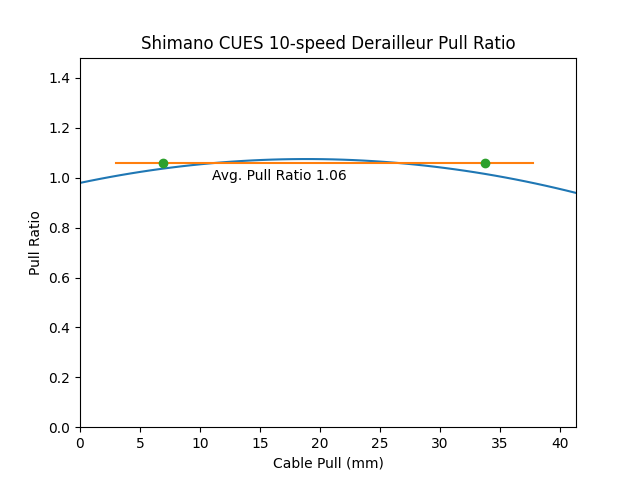 Shimano CUES 10-speed Derailleur Pull Ratio
1.4
1.2
1.0
0.8
0.6
0.4
0.2
0.0
Pull Ratio
Avg. Pull Ratio 1.06
0 5 10 15 20 25 30 35 40
Cable Pull (mm)